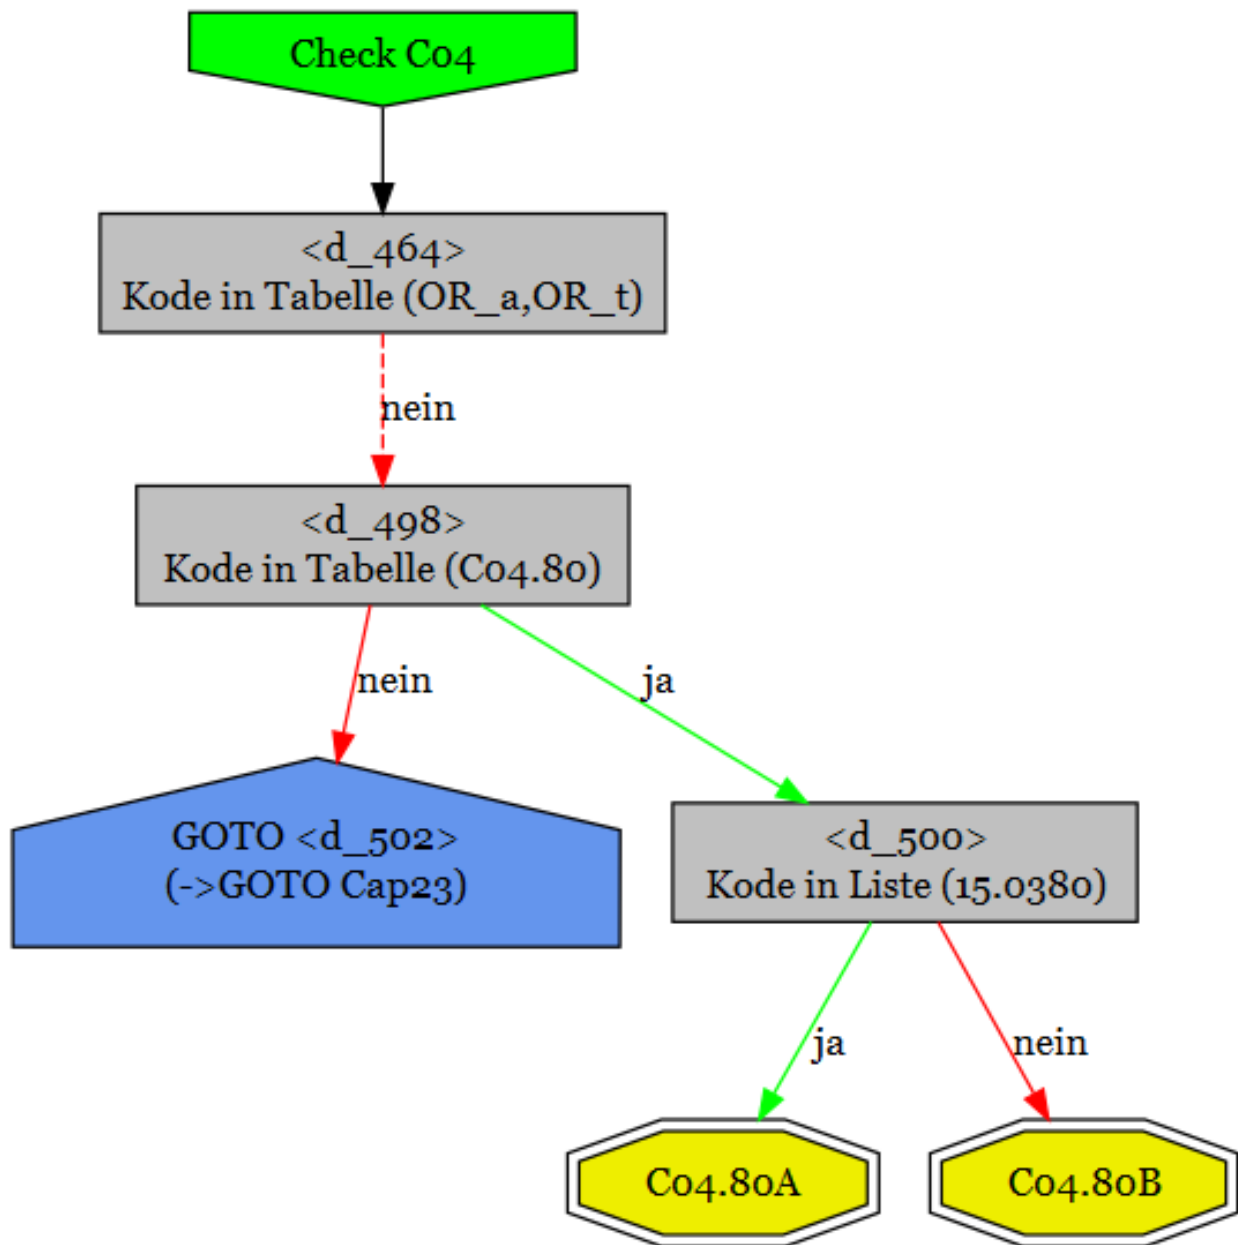 Check C04
<d_464>
Kode in Tabelle (OR_a,OR_t)
nein
<d_498>
Kode in Tabelle (C04.80)
nein
ja
GOTO <d_502>
(->GOTO Cap23)
<d_500>
Kode in Liste (15.0380)
ja
nein
C04.80A
C04.80B